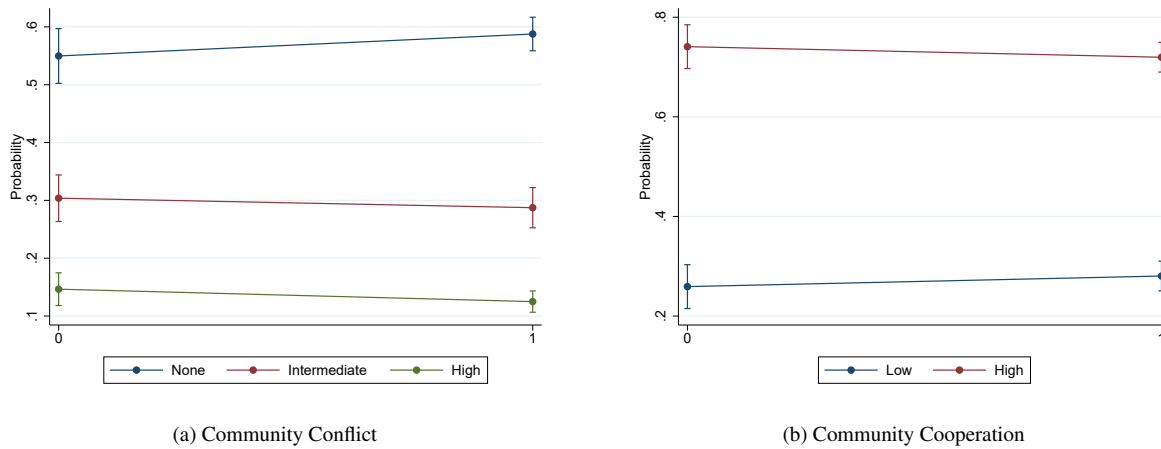 .6
.5
.4
.3
.2
.1
Probability
0 1
None Intermediate High
(a) Community Conflict
.8
.6
.4
.2
Probability
0 1
Low High
(b) Community Cooperation